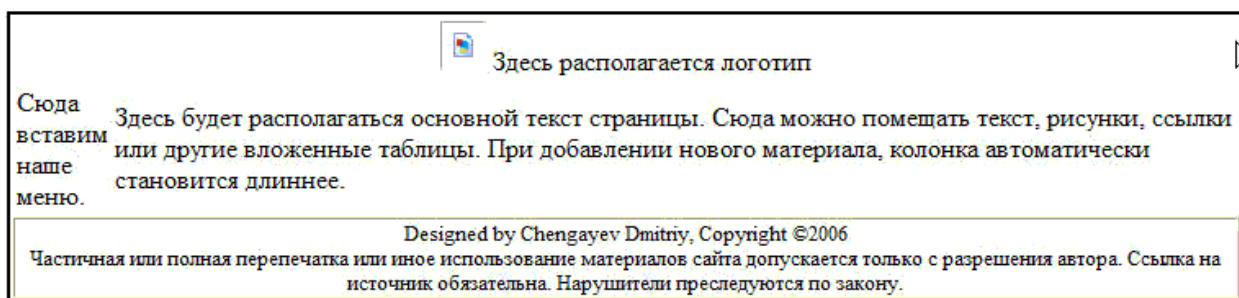 Здесь располагается логотип
Сюда
вставим
наше
меню.
Здесь будет располагаться основной текст страницы. Сюда можно помещать текст, рисунки, ссылки
или другие вложенные таблицы. При добавлении нового материала, колонка автоматически
становится длиннее.
Designed by Chengayev Dmitriy, Copyright ©2006
Частичная или полная перепечатка или иное использование материалов сайта допускается только с разрешения автора. Ссылка на
источник обязательна. Нарушители преследуются по закону.